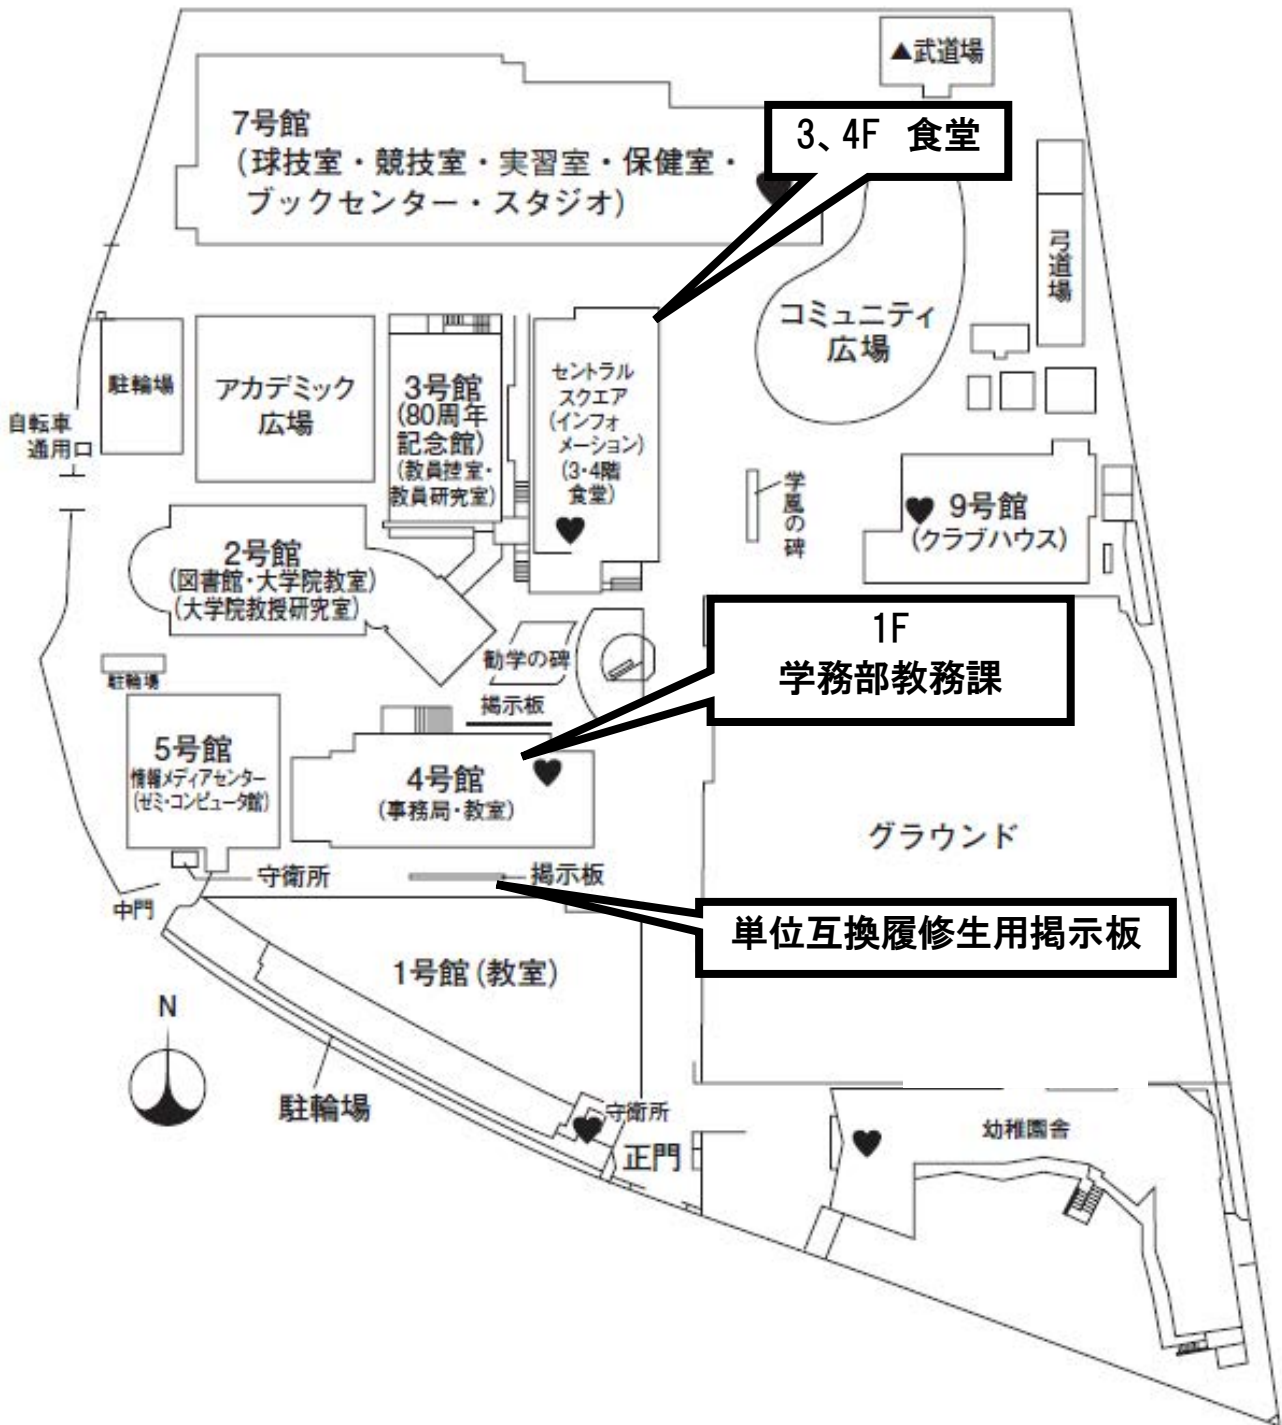 ▲武道場
7号館
(球技室・競技室・実習室・保健室・
ブックセンター・スタジオ)
3、4F 食堂
弓道場
コミュニティ
広場
駐輪場
アカデミック
広場
3号館
(80周年
記念館)
(教員控室・
教員研究室)
セントラル
スクエア
(インフォ
メーション)
(3・4階
食堂)
自転車
通用口
学風の碑
9号館
(クラブハウス)
2号館
(図書館・大学院教室)
(大学院教授研究室)
1F
学務部教務課
勧学の碑
駐輪場
掲示板
5号館
情報メディアセンター
(ゼミ・コンピュータ館)
4号館
(事務局・教室)
グラウンド
守衛所
掲示板
中門
単位互換履修生用掲示板
1号館(教室)
N
駐輪場
守衛所
正門
幼稚園舎